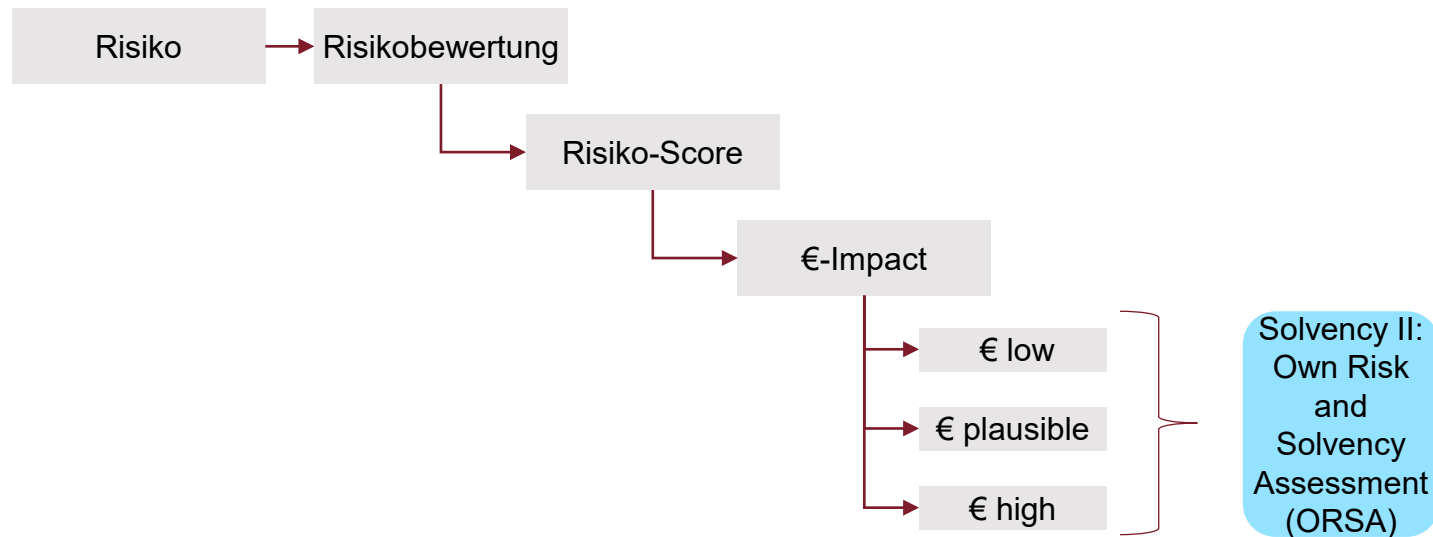 Risiko
Risikobewertung
Risiko-Score
€-Impact
€ low
€ plausible
€ high
Solvency II:
Own Risk
and
Solvency
Assessment
(ORSA)